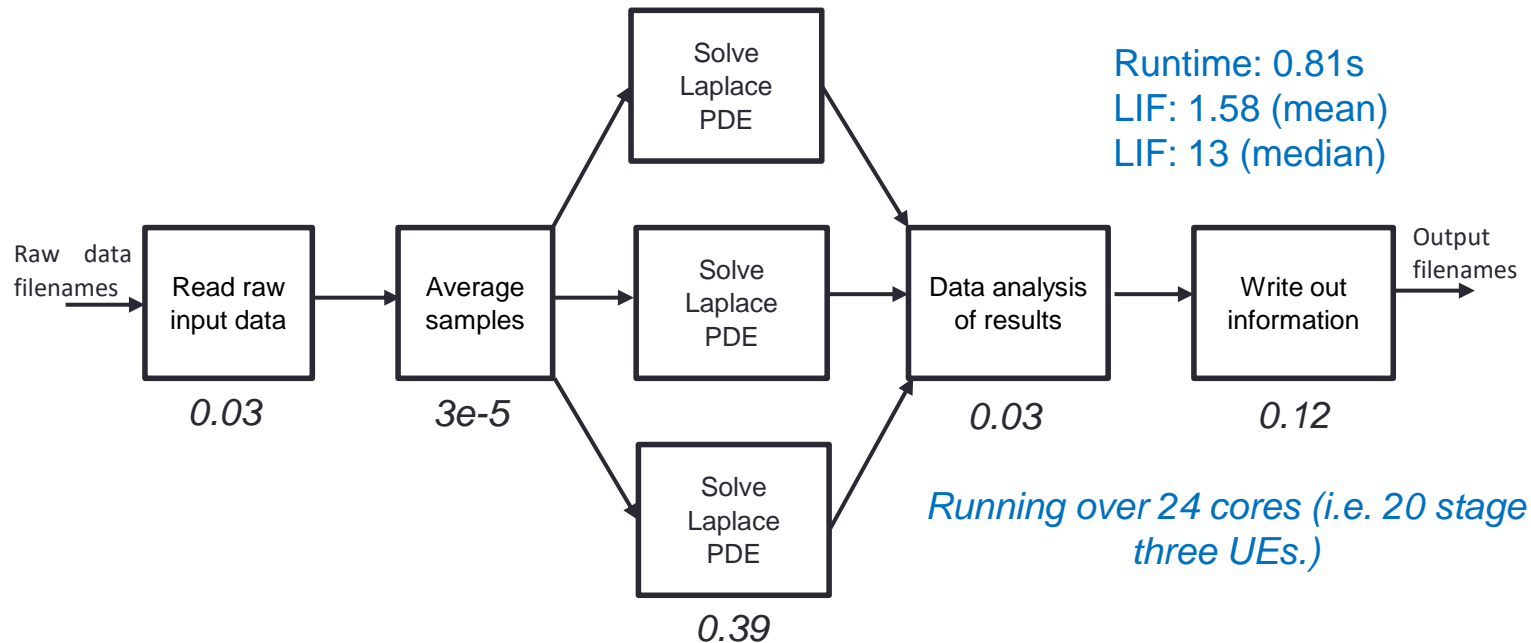 Solve
Laplace
PDE
Runtime: 0.81s
LIF: 1.58 (mean)
LIF: 13 (median)
Raw data
filenames
Read raw
input data
0.03
Average
samples
3e-5
Solve
Laplace
PDE
Data analysis
of results
0.03
Write out
information
0.12
Output
filenames
Solve
Laplace
PDE
0.39
Running over 24 cores (i.e. 20 stage
three UEs.)